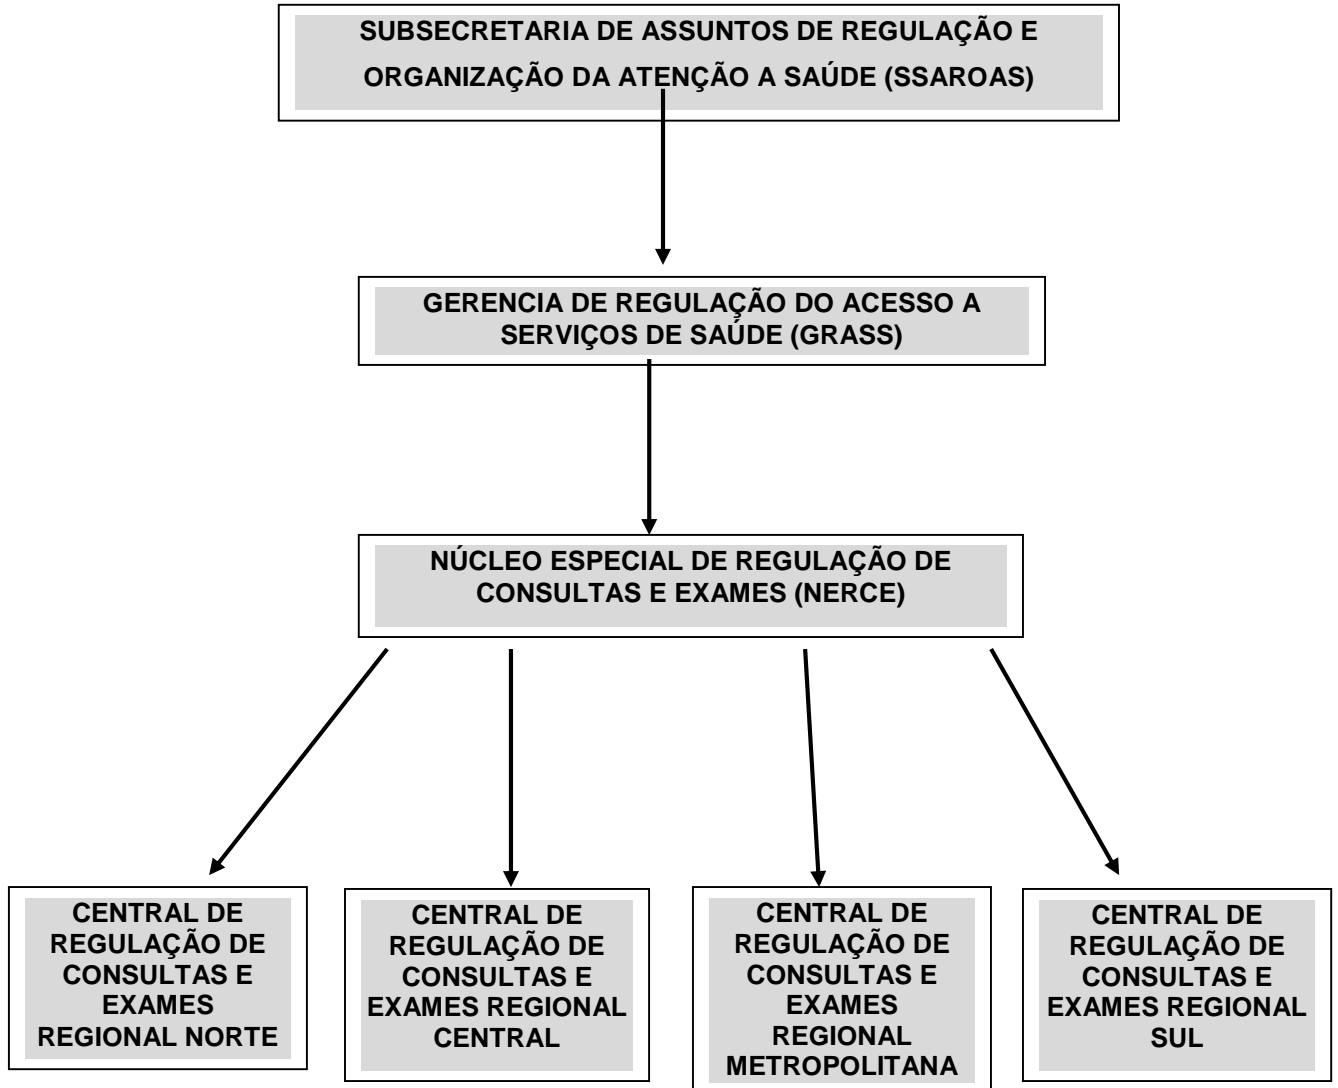 SUBSECRETARIA DE ASSUNTOS DE REGULAÇÃO E
ORGANIZAÇÃO DA ATENÇÃO A SAÚDE (SSAROAS)
GERENCIA DE REGULAÇÃO DO ACESSO A
SERVIÇOS DE SAÚDE (GRASS)
NÚCLEO ESPECIAL DE REGULAÇÃO DE
CONSULTAS E EXAMES (NERCE)
CENTRAL DE
REGULAÇÃO DE
CONSULTAS E
EXAMES
REGIONAL NORTE
CENTRAL DE
REGULAÇÃO DE
CONSULTAS E
EXAMES REGIONAL
CENTRAL
CENTRAL DE
REGULAÇÃO DE
CONSULTAS E
EXAMES
REGIONAL
METROPOLITANA
CENTRAL DE
REGULAÇÃO DE
CONSULTAS E
EXAMES REGIONAL
SUL